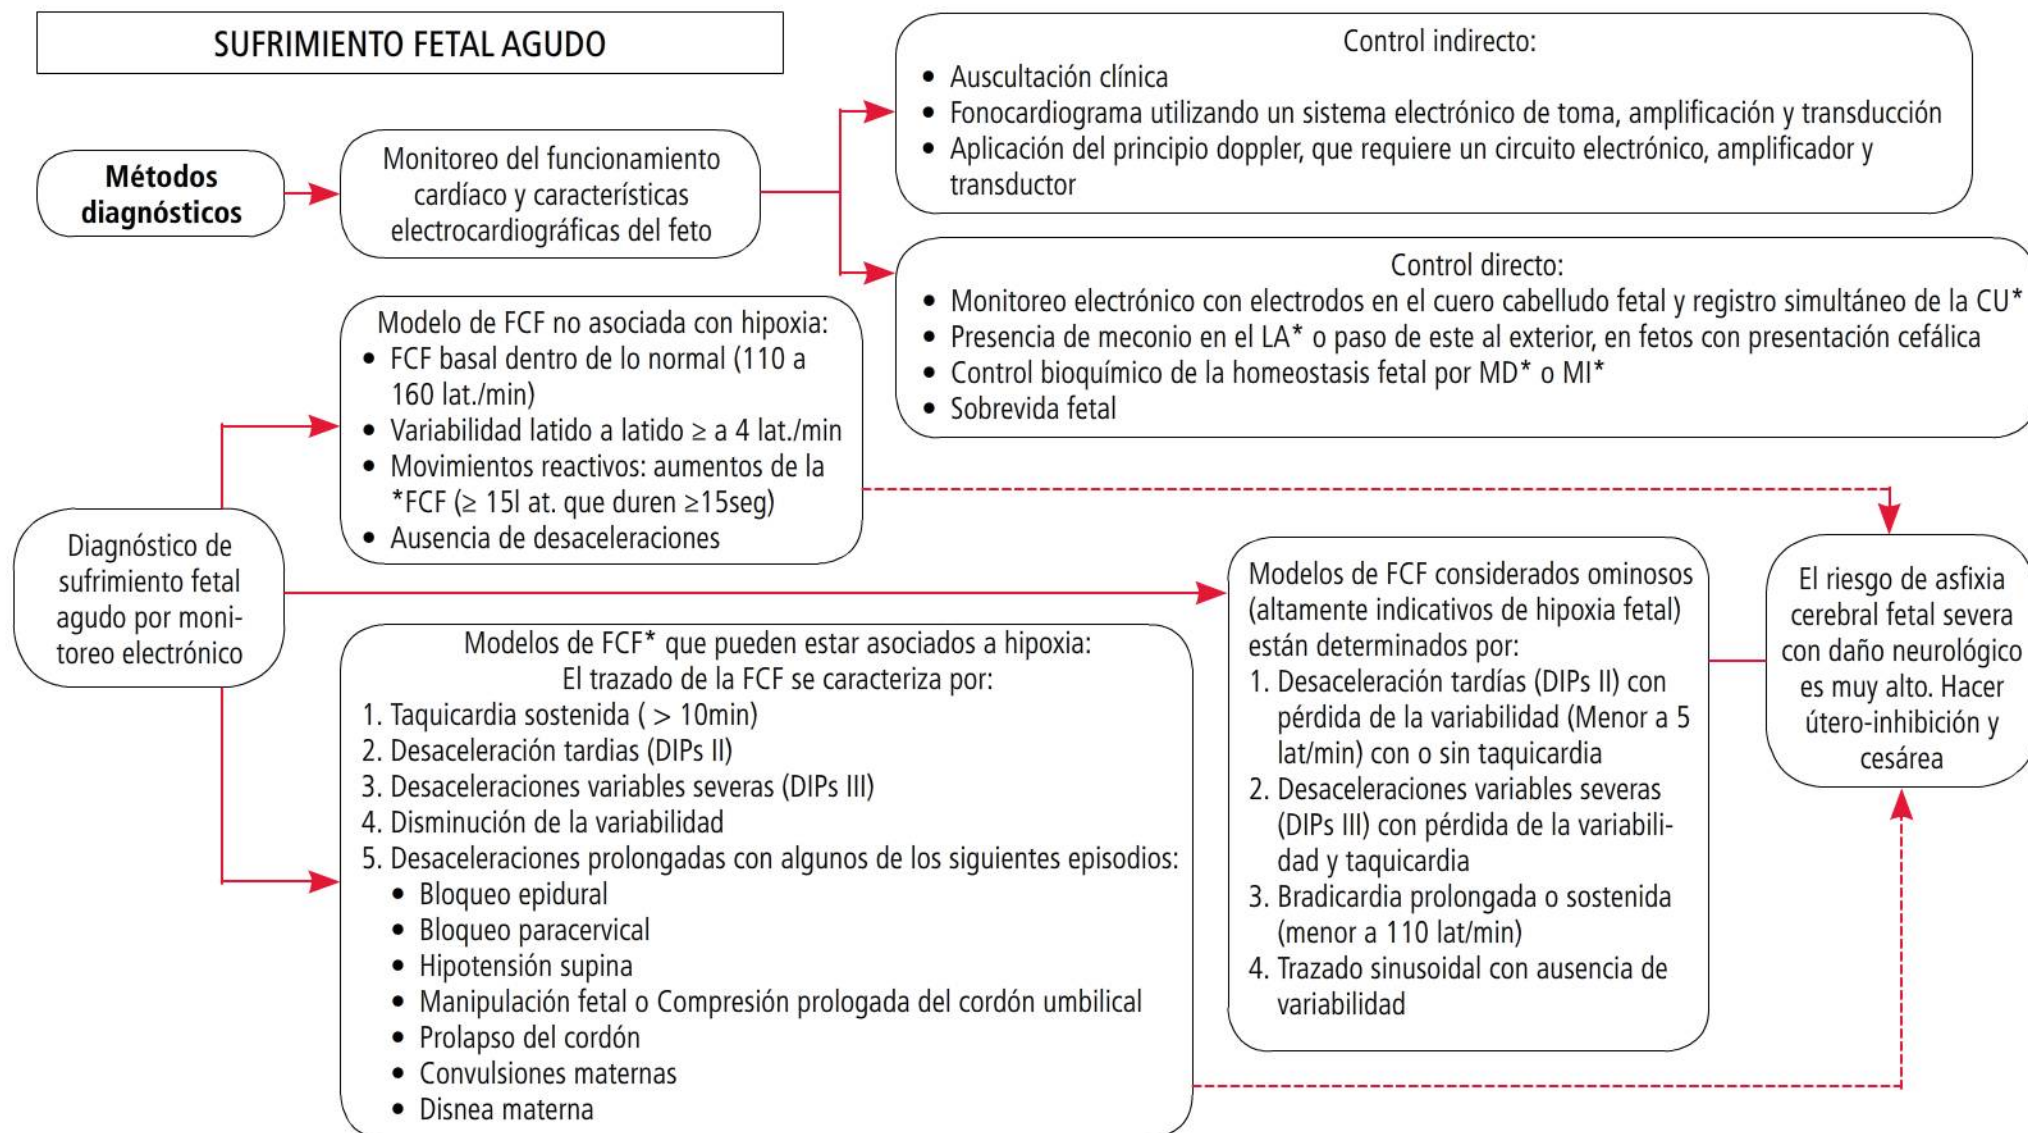 SUFRIMIENTO FETAL AGUDO
Métodos
diagnósticos
Monitoreo del funcionamiento
cardíaco y características
electrocardiográficas del feto
Control indirecto:
• Auscultación clínica
• Fonocardiograma utilizando un sistema electrónico de toma, amplificación y transducción
• Aplicación del principio doppler, que requiere un circuito electrónico, amplificador y
transductor
Control directo:
• Monitoreo electrónico con electrodos en el cuero cabelludo fetal y registro simultáneo de la CU*
• Presencia de meconio en el LA* o paso de este al exterior, en fetos con presentación cefálica
• Control bioquímico de la homeostasis fetal por MD* o MI*
• Sobrevida fetal
Diagnóstico de
sufrimiento fetal
agudo por moni-
toreo electrónico
Modelo de FCF no asociada con hipoxia:
• FCF basal dentro de lo normal (110 a
160 lat./min)
• Variabilidad latido a latido ≥ a 4 lat./min
• Movimientos reactivos: aumentos de la
*FCF (≥ 15l at. que duren ≥15seg)
• Ausencia de desaceleraciones
Modelos de FCF* que pueden estar asociados a hipoxia:
El trazado de la FCF se caracteriza por:
1. Taquicardia sostenida ( > 10min)
2. Desaceleración tardias (DIPs II)
3. Desaceleraciones variables severas (DIPs III)
4. Disminución de la variabilidad
5. Desaceleraciones prolongadas con algunos de los siguientes episodios:
• Bloqueo epidural
• Bloqueo paracervical
• Hipotensión supina
• Manipulación fetal o Compresión prologada del cordón umbilical
• Prolapso del cordón
• Convulsiones maternas
• Disnea materna
Modelos de FCF considerados ominosos
(altamente indicativos de hipoxia fetal)
están determinados por:
1. Desaceleración tardías (DIPs II) con
pérdida de la variabilidad (Menor a 5
lat/min) con o sin taquicardia
2. Desaceleraciones variables severas
(DIPs III) con pérdida de la variabili-
dad y taquicardia
3. Bradicardia prolongada o sostenida
(menor a 110 lat/min)
4. Trazado sinusoidal con ausencia de
variabilidad
El riesgo de asfixia
cerebral fetal severa
con daño neurológico
es muy alto. Hacer
útero-inhibición y
cesárea